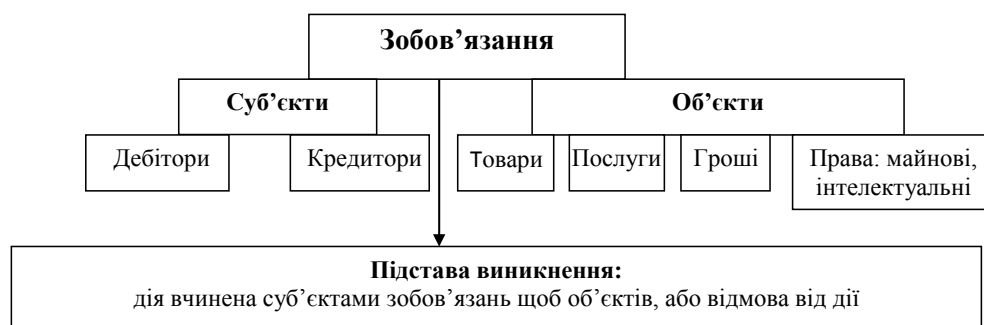 Зобов’язання
Суб’єкти
Об’єкти
Дебітори
Кредитори
Товари
Послуги
Гроші
Права: майнові,
інтелектуальні
Підстава виникнення:
дія вчинена суб’єктами зобов’язань щоб об’єктів, або відмова від дії